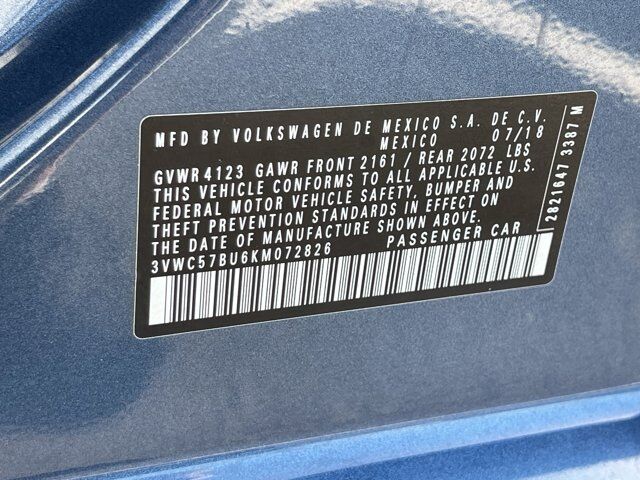 MFD BY VOLKSWAGEN DE MEXICO S.A. DE C.V.
MEXICO 07/18
GVWR 4123 GAWR FRONT 2161 / REAR 2072 LBS
THIS VEHICLE CONFORMS TO ALL APPLICABLE U.S.
FEDERAL MOTOR VEHICLE SAFETY, BUMPER AND
THEFT PREVENTION STANDARDS IN EFFECT ON
THE DATE OF MANUFACTURE SHOWN ABOVE.
3VWC57BU6KM072826 PASSENGER CAR
2821647 3387 M